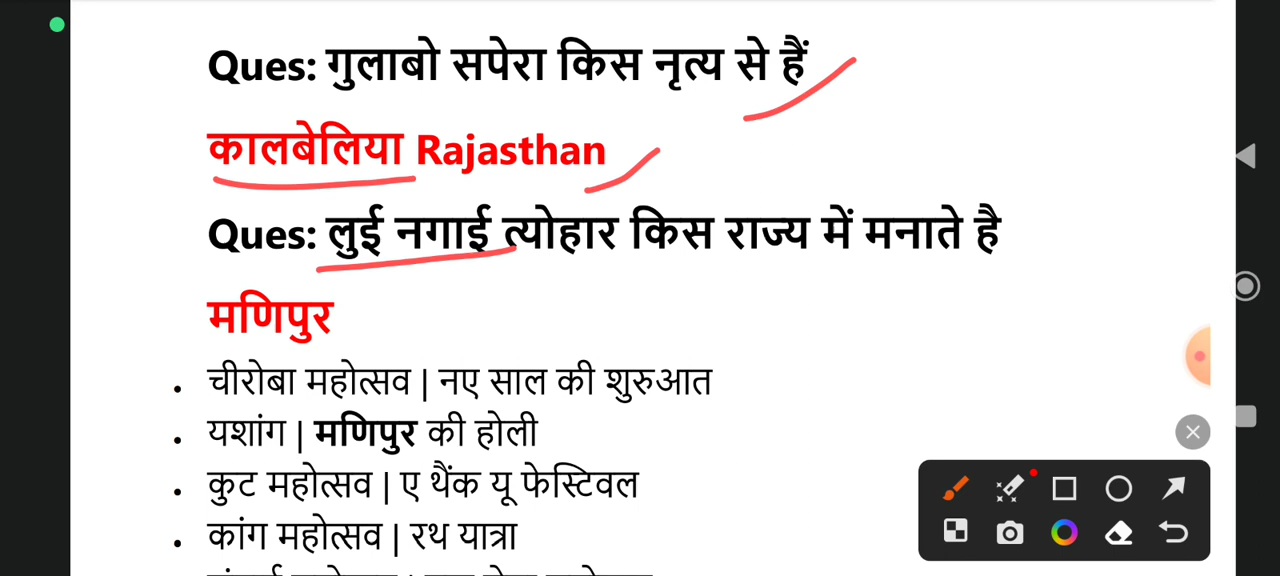 Ques: गुलाबो सपेरा किस नृत्य से हैं
कालबेलिया Rajasthan
Ques: लुई नगाई त्योहार किस राज्य में मनाते है
मणिपुर
• चीरोबा महोत्सव | नए साल की शुरुआत
• यशांग | मणिपुर की होली
• कुट महोत्सव | ए थैंक यू फेस्टिवल
• कांग महोत्सव | रथ यात्रा